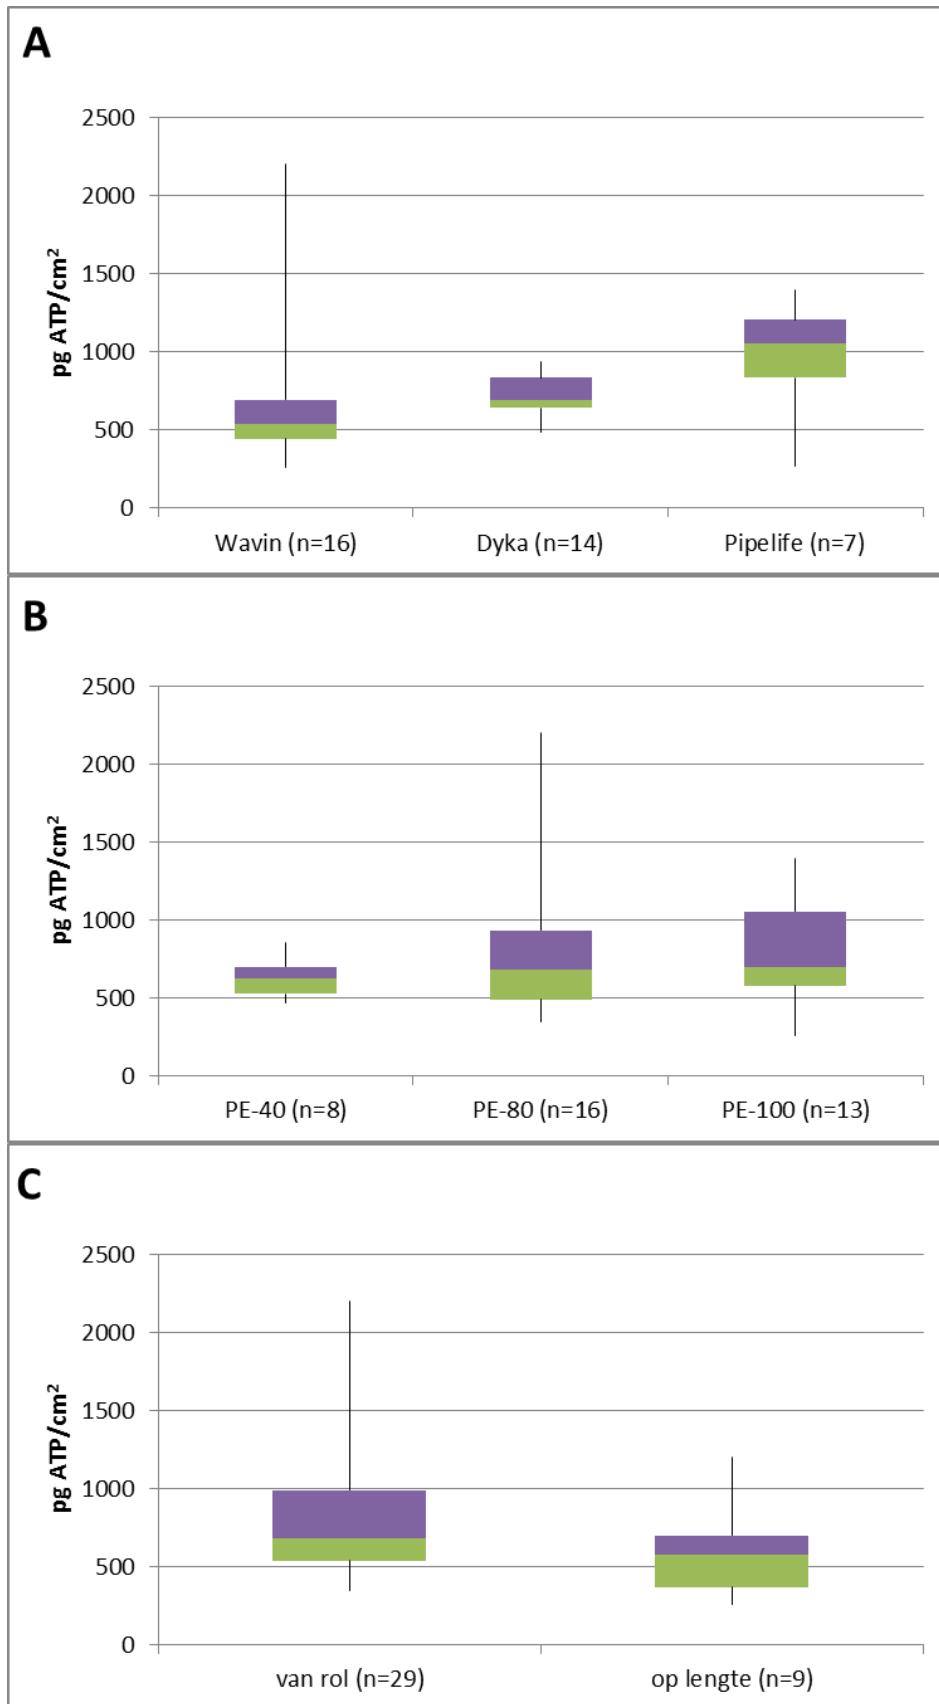 A
2500
2000
1500
1000
500
0
pg ATP/cm²
Wavin (n=16) Dyka (n=14) Pipelife (n=7)
B
2500
2000
1500
1000
500
0
pg ATP/cm²
PE-40 (n=8) PE-80 (n=16) PE-100 (n=13)
C
2500
2000
1500
1000
500
0
pg ATP/cm²
van rol (n=29) op lengte (n=9)